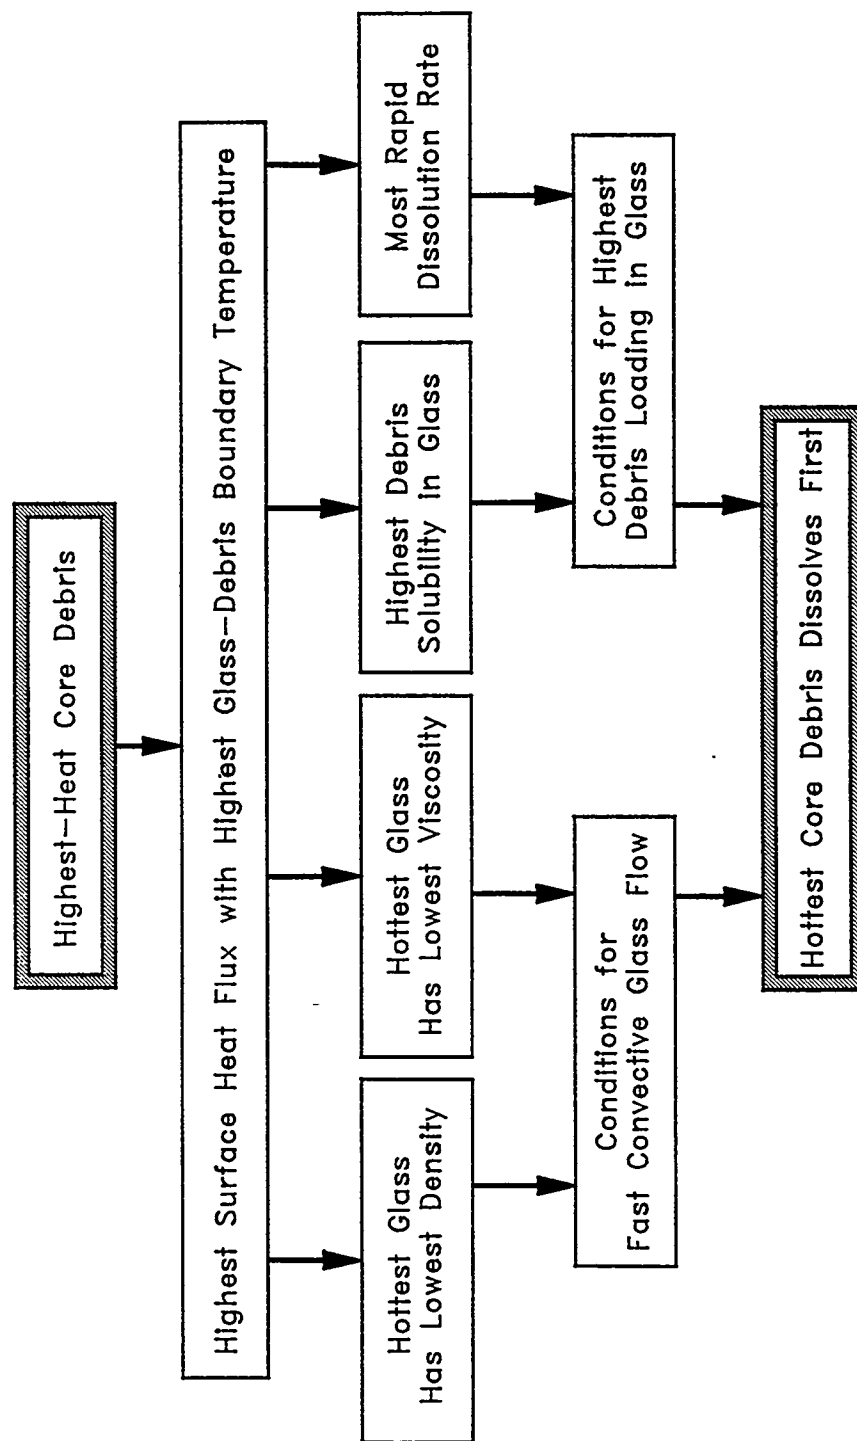 Highest-Heat Core Debris
Highest Surface Heat Flux with Highest Glass-Debris Boundary Temperature
Hottest Glass
Has Lowest Density
Hottest Glass
Has Lowest Viscosity
Highest Debris
Solubility in Glass
Most Rapid
Dissolution Rate
Conditions for
Fast Convective Glass Flow
Conditions for Highest
Debris Loading in Glass
Hottest Core Debris Dissolves First